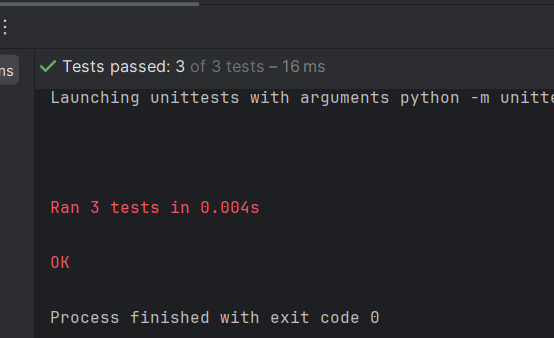 ms
Tests passed: 3 of 3 tests – 16 ms
Launching unittests with arguments python -m unitte
Ran 3 tests in 0.004s
OK
Process finished with exit code 0